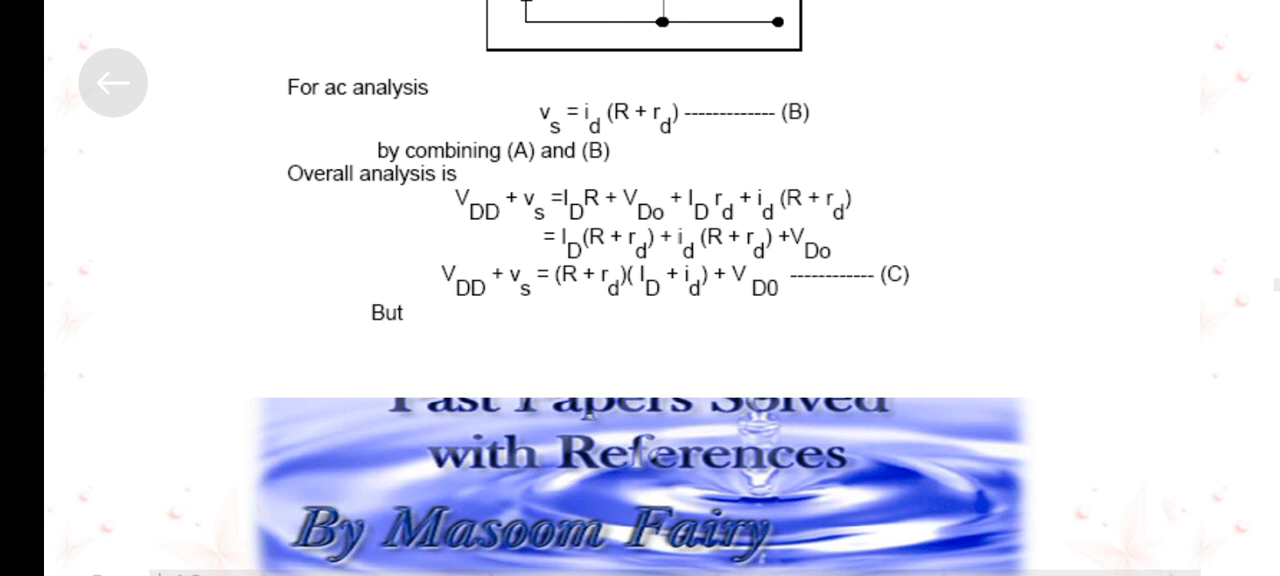 For ac analysis
v_s = i_d (R + r_d) ------------- (B)
by combining (A) and (B)
Overall analysis is
V_DD + v_s =I_D R + V_Do + I_D r_d + i_d (R + r_d)
= I_D (R + r_d) + i_d (R + r_d) +V_Do
V_DD + v_s = (R + r_d)( I_D + i_d) + V_D0 ------------ (C)
But
Past Papers Solved
with References
By Masoom Fairy